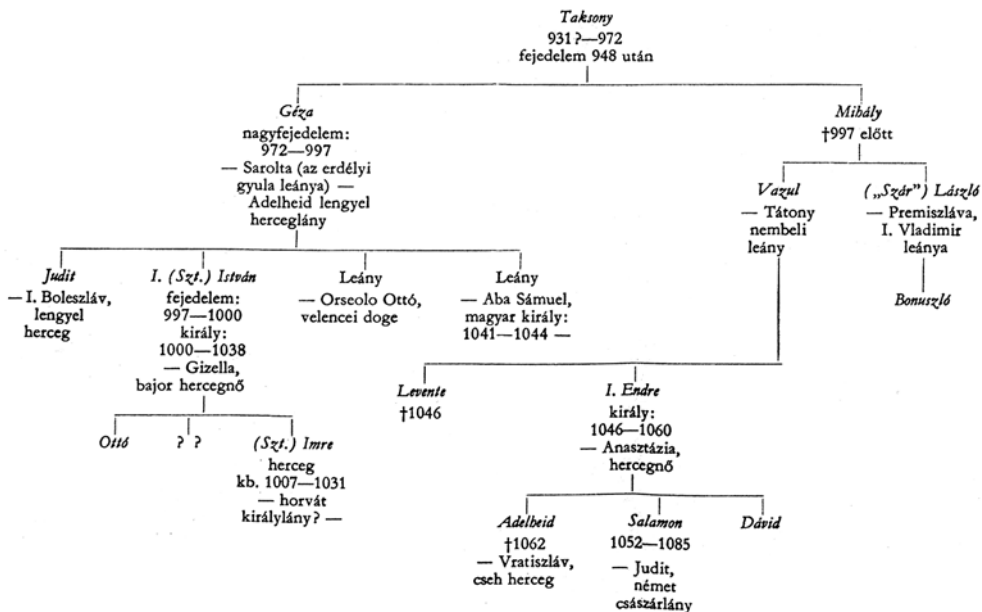 Taksony
931?—972
fejedelem 948 után
Géza
nagyfejedelem:
972—997
— Sarolta (az erdélyi
gyula leánya) —
Adelheid lengyel
herceglány
Mihály
†997 előtt
Vazul
— Tátony
nembeli
leány
(„Szár”) László
— Premiszláva,
I. Vladimir
leánya
Bonuszló
Judit
— I. Boleszláv,
lengyel
herceg
I. (Szt.) István
fejedelem:
997—1000
király:
1000—1038
— Gizella,
bajor hercegnő
Leány
— Orseolo Ottó,
velencei doge
Leány
— Aba Sámuel,
magyar király:
1041—1044 —
Ottó
? ?
(Szt.) Imre
herceg
kb. 1007—1031
— horvát
királylány? —
Levente
†1046
I. Endre
király:
1046—1060
— Anasztázia,
hercegnő
Adelheid
†1062
— Vratiszláv,
cseh herceg
Salamon
1052—1085
— Judit,
német
császárlány
Dávid